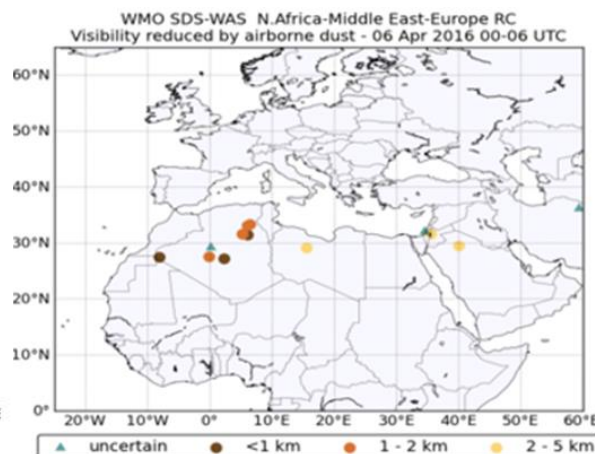 WMO SDS-WAS N.Africa-Middle East-Europe RC
Visibility reduced by airborne dust - 06 Apr 2016 00-06 UTC
60°N
50°N
40°N
30°N
20°N
10°N
0°
20°W 10°W 0° 10°E 20°E 30°E 40°E 50°E 60°E
uncertain <1 km 1 - 2 km 2 - 5 km